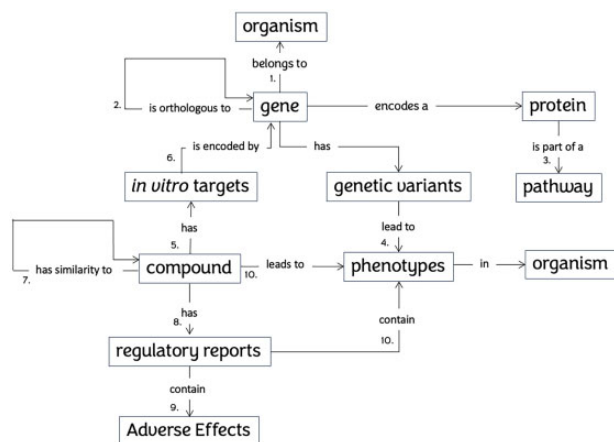 organism
belongs to
1.
2.
is orthologous to
gene
encodes a
protein
6.
is encoded by
has
is part of a
3.
in vitro targets
genetic variants
pathway
has
5.
lead to
4.
has similarity to
7.
compound
10.
leads to
phenotypes
in
organism
has
8.
contain
10.
regulatory reports
contain
9.
Adverse Effects